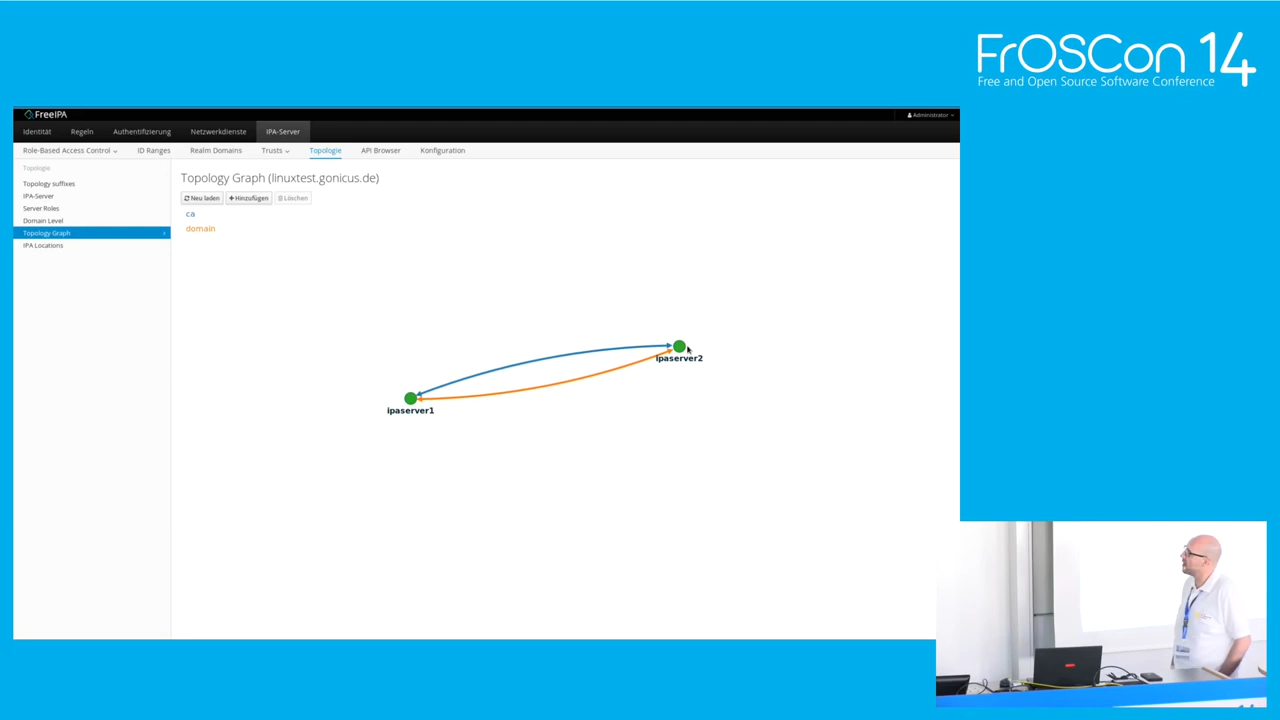 FrOSCon 14
Free and Open Source Software Conference
FreeIPA
Administrator
Identität Regeln Authentifizierung Netzwerkdienste IPA-Server
Role-Based Access Control ID Ranges Realm Domains Trusts Topologie API Browser Konfiguration
Topologie
Topology suffixes
IPA-Server
Server Roles
Domain Level
Topology Graph
IPA Locations
Topology Graph (linuxtest.gonicus.de)
Neu laden Hinzufügen Löschen
ca
domain
ipaserver2
ipaserver1